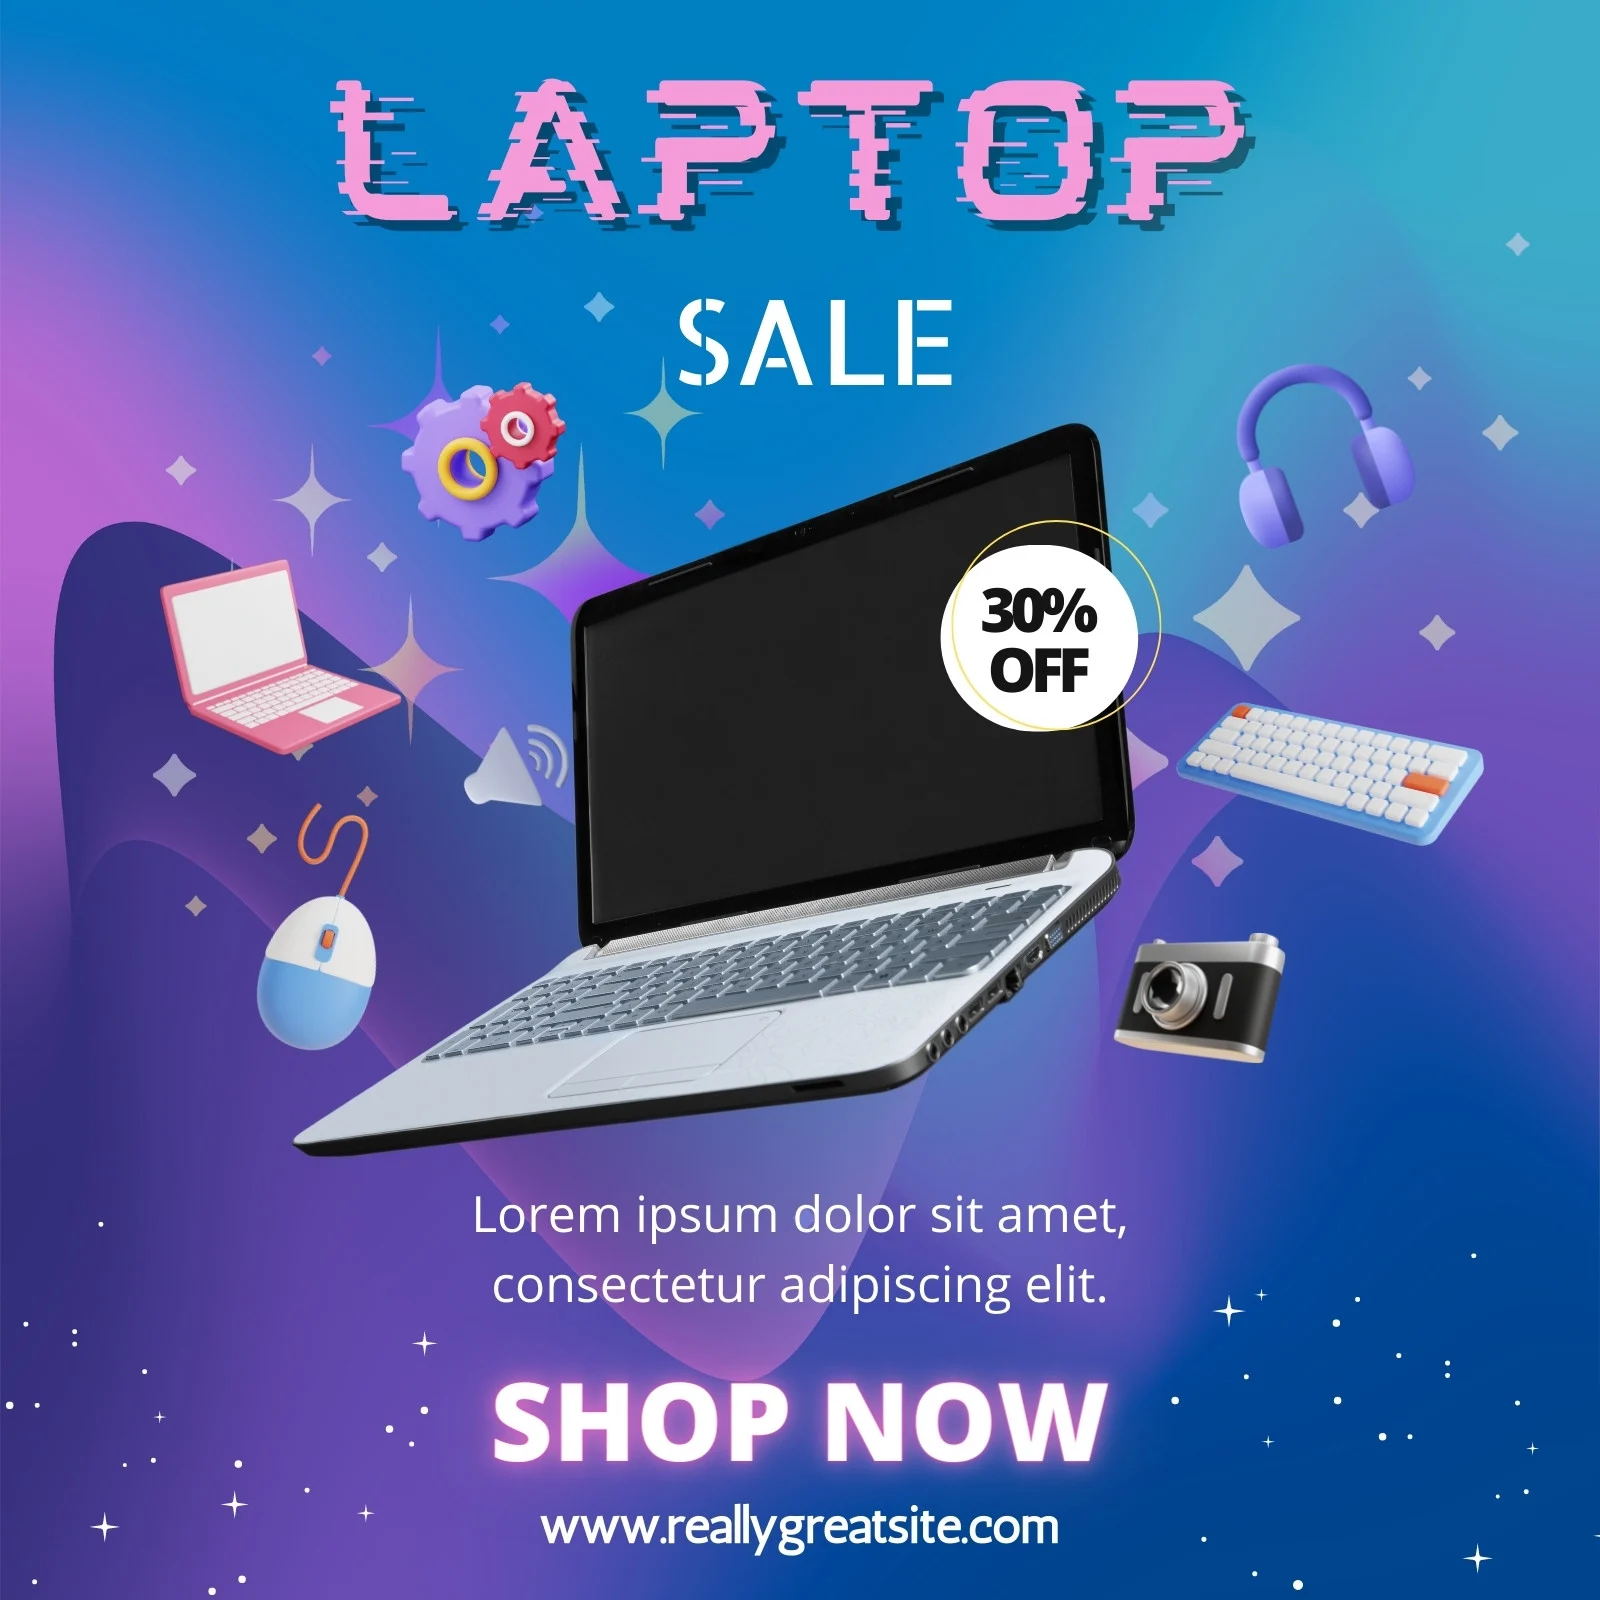 LAPTOP
SALE
30%
OFF
Lorem ipsum dolor sit amet,
consectetur adipiscing elit.
SHOP NOW
www.reallygreatsite.com